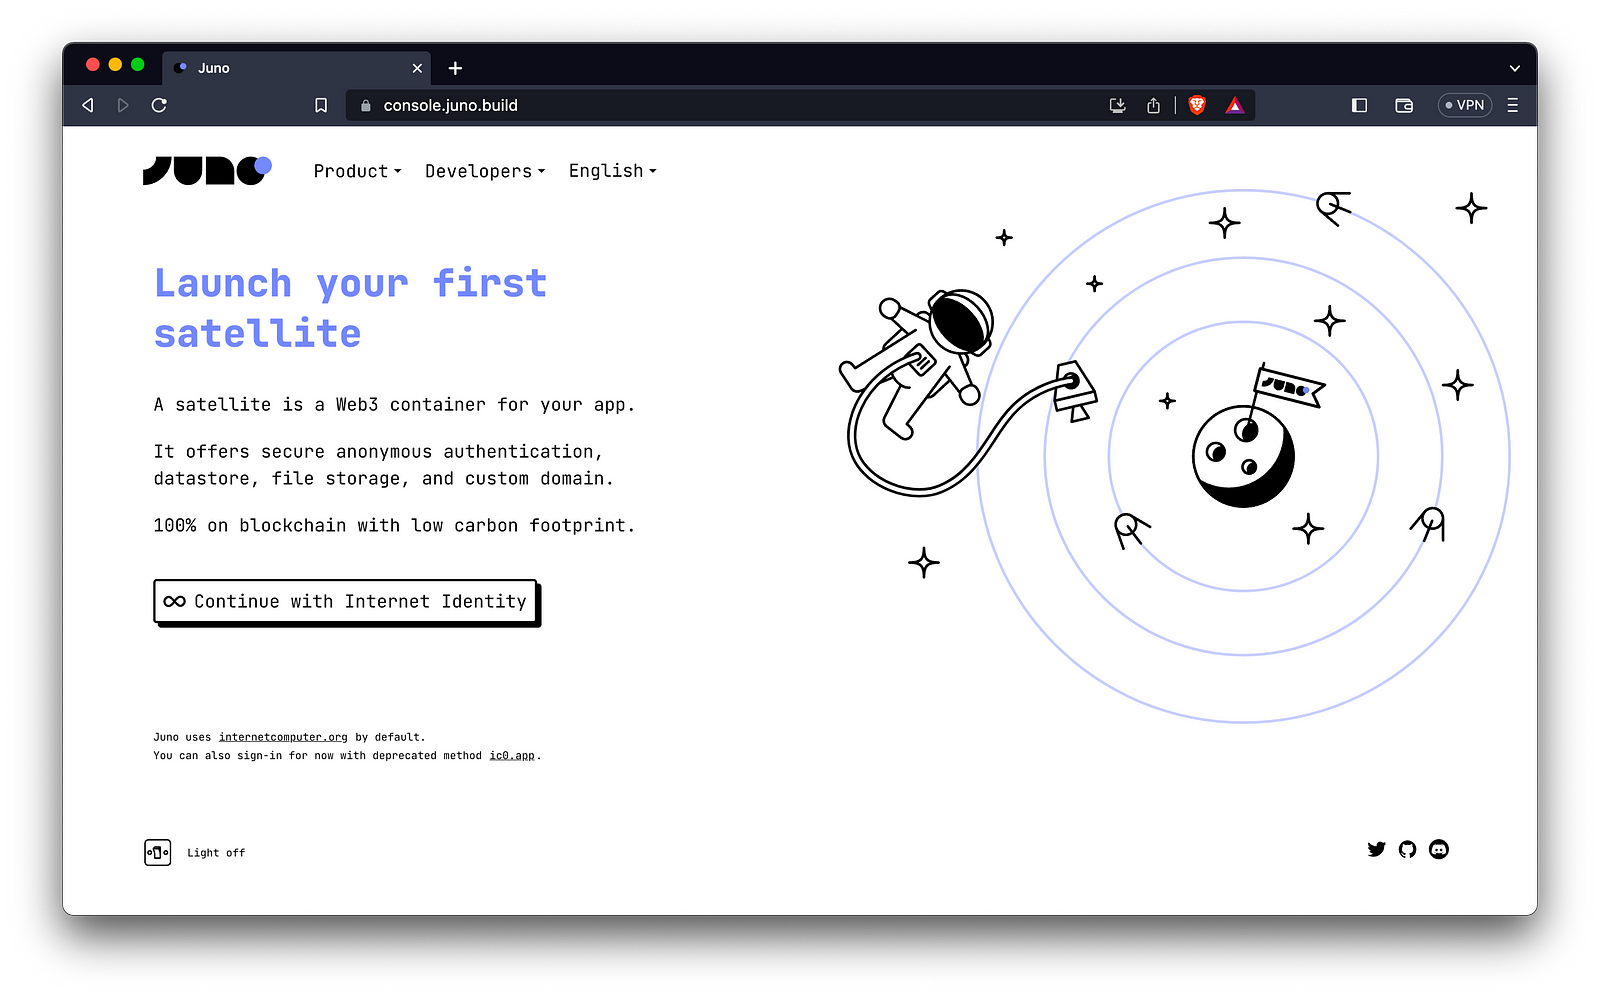 Juno
console.juno.build
VPN
JUNO
Product
Developers
English
Launch your first
satellite
A satellite is a Web3 container for your app.
It offers secure anonymous authentication,
datastore, file storage, and custom domain.
100% on blockchain with low carbon footprint.
Continue with Internet Identity
JUNO
Juno uses internetcomputer.org by default.
You can also sign-in for now with deprecated method ic0.app.
Light off